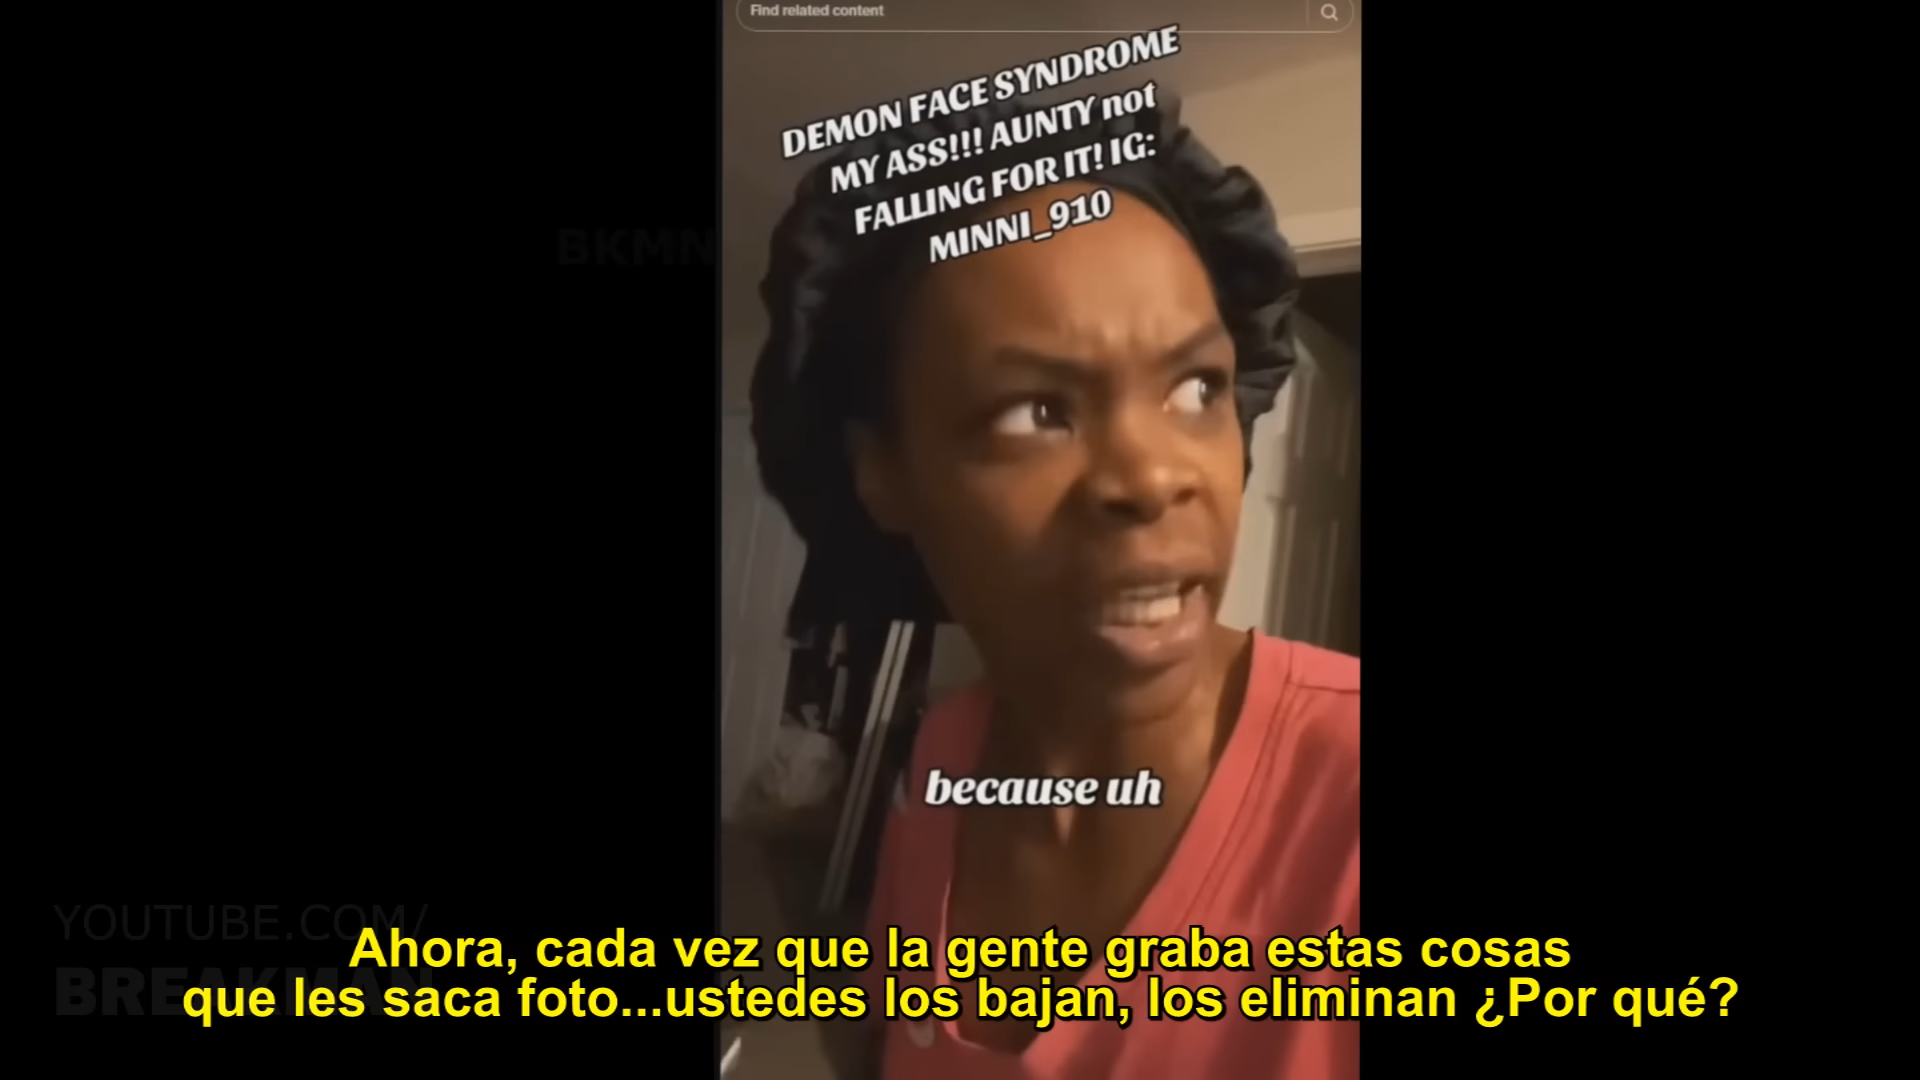 Find related content
DEMON FACE SYNDROME
MY ASS!!! AUNTY not
FALLING FOR IT! IG:
MINNI_910
BKMN
because uh
YOUTUBE.COM/
BREAKMAN
Ahora, cada vez que la gente graba estas cosas
que les saca foto...ustedes los bajan, los eliminan ¿Por qué?